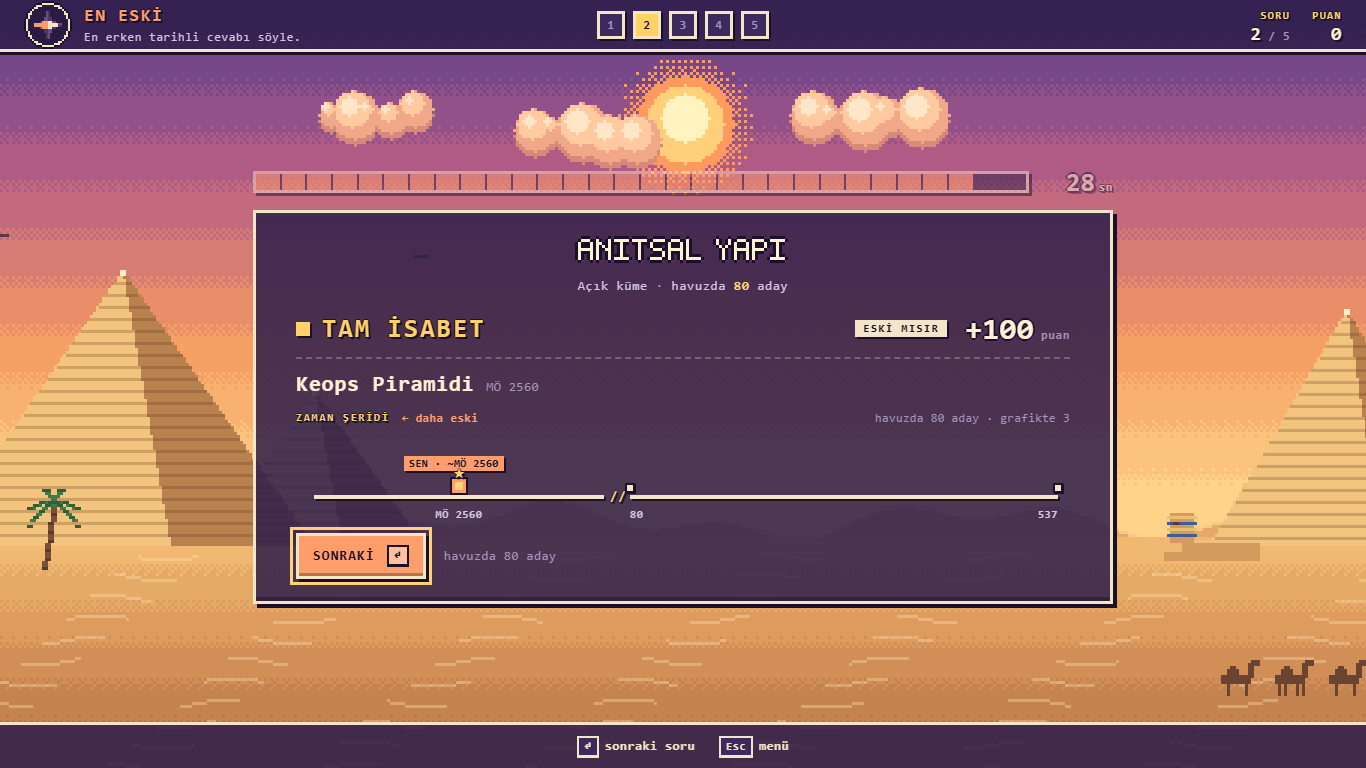 EN ESKİ
En erken tarihli cevabı söyle.
1 2 3 4 5
SORU PUAN
2 / 5 0
28 sn
ANITSAL YAPI
Açık küme · havuzda 80 aday
TAM İSABET
ESKİ MISIR +100 puan
Keops Piramidi MÖ 2560
ZAMAN ŞERİDİ ← daha eski havuzda 80 aday · grafikte 3
SEN · ~MÖ 2560
//
MÖ 2560 80 537
SONRAKİ ↲ havuzda 80 aday
↲ sonraki soru Esc menü